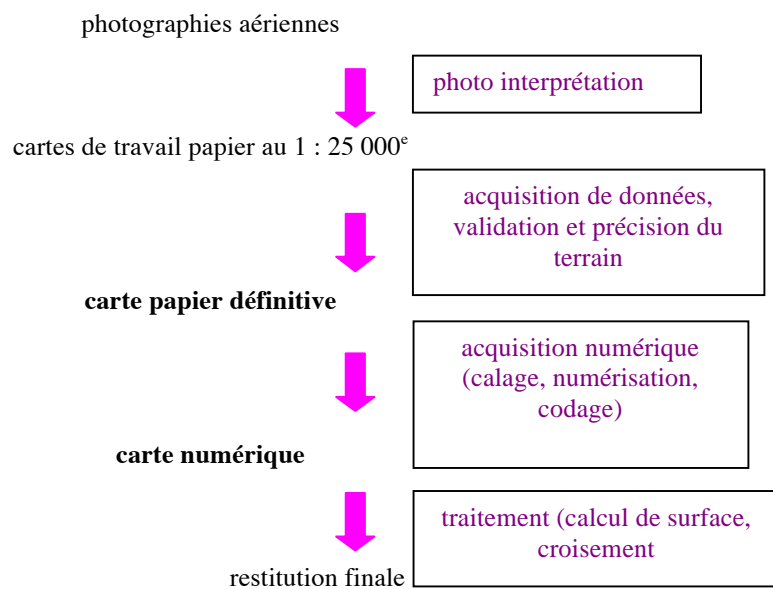 photographies aériennes
photo interprétation
cartes de travail papier au 1 : 25 000e
acquisition de données,
validation et précision du
terrain
carte papier définitive
acquisition numérique
(calage, numérisation,
codage)
carte numérique
traitement (calcul de surface,
croisement
restitution finale